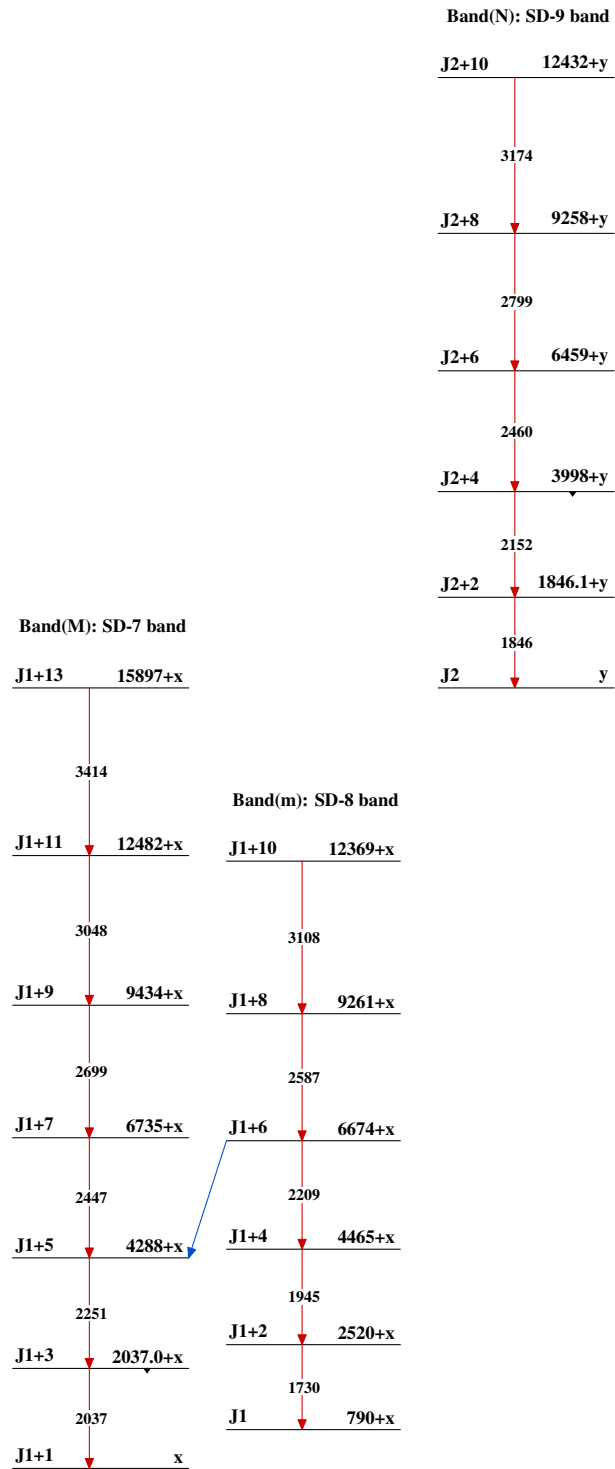 Band(N): SD-9 band
J2+10 12432+y
3174
J2+8 9258+y
2799
J2+6 6459+y
2460
J2+4 3998+y
2152
J2+2 1846.1+y
1846
J2 y
Band(M): SD-7 band
J1+13 15897+x
3414
J1+11 12482+x
3048
J1+9 9434+x
2699
J1+7 6735+x
2447
J1+5 4288+x
2251
J1+3 2037.0+x
2037
J1+1 x
Band(m): SD-8 band
J1+10 12369+x
3108
J1+8 9261+x
2587
J1+6 6674+x
2209
J1+4 4465+x
1945
J1+2 2520+x
1730
J1 790+x